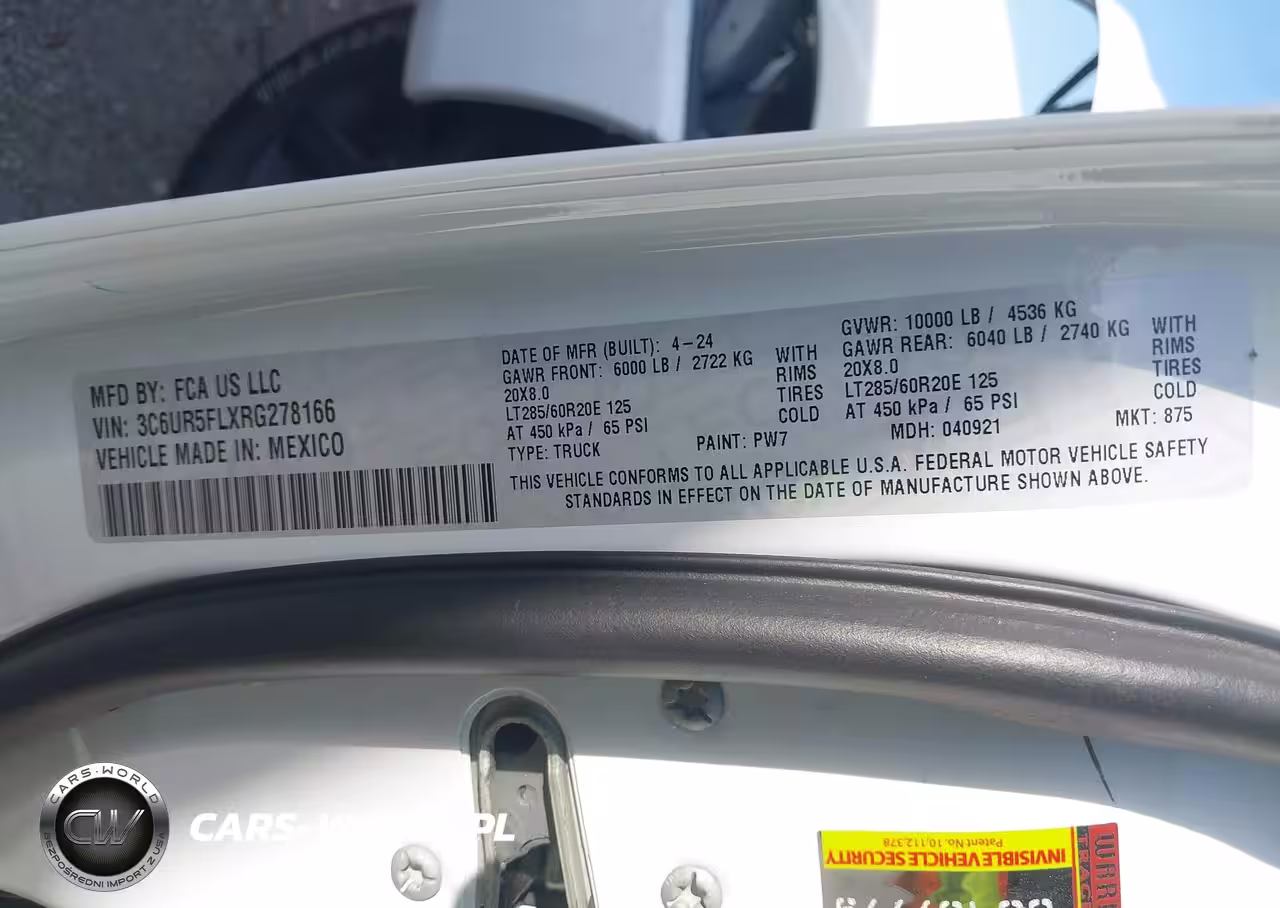 MFD BY: FCA US LLC
VIN: 3C6UR5FLXRG278166
VEHICLE MADE IN: MEXICO
DATE OF MFR (BUILT): 4-24
GAWR FRONT: 6000 LB / 2722 KG
20X8.0
LT285/60R20E 125
AT 450 kPa / 65 PSI
TYPE: TRUCK
WITH
RIMS
TIRES
COLD
PAINT: PW7
GVWR: 10000 LB / 4536 KG
GAWR REAR: 6040 LB / 2740 KG
20X8.0
LT285/60R20E 125
AT 450 kPa / 65 PSI
MDH: 040921
WITH
RIMS
TIRES
COLD
MKT: 875
THIS VEHICLE CONFORMS TO ALL APPLICABLE U.S.A. FEDERAL MOTOR VEHICLE SAFETY
STANDARDS IN EFFECT ON THE DATE OF MANUFACTURE SHOWN ABOVE.
CARS-WORLD
CW
BEZPOŚREDNI IMPORT Z USA
INVISIBLE VEHICLE SECURITY
Patent No. 10,112,378